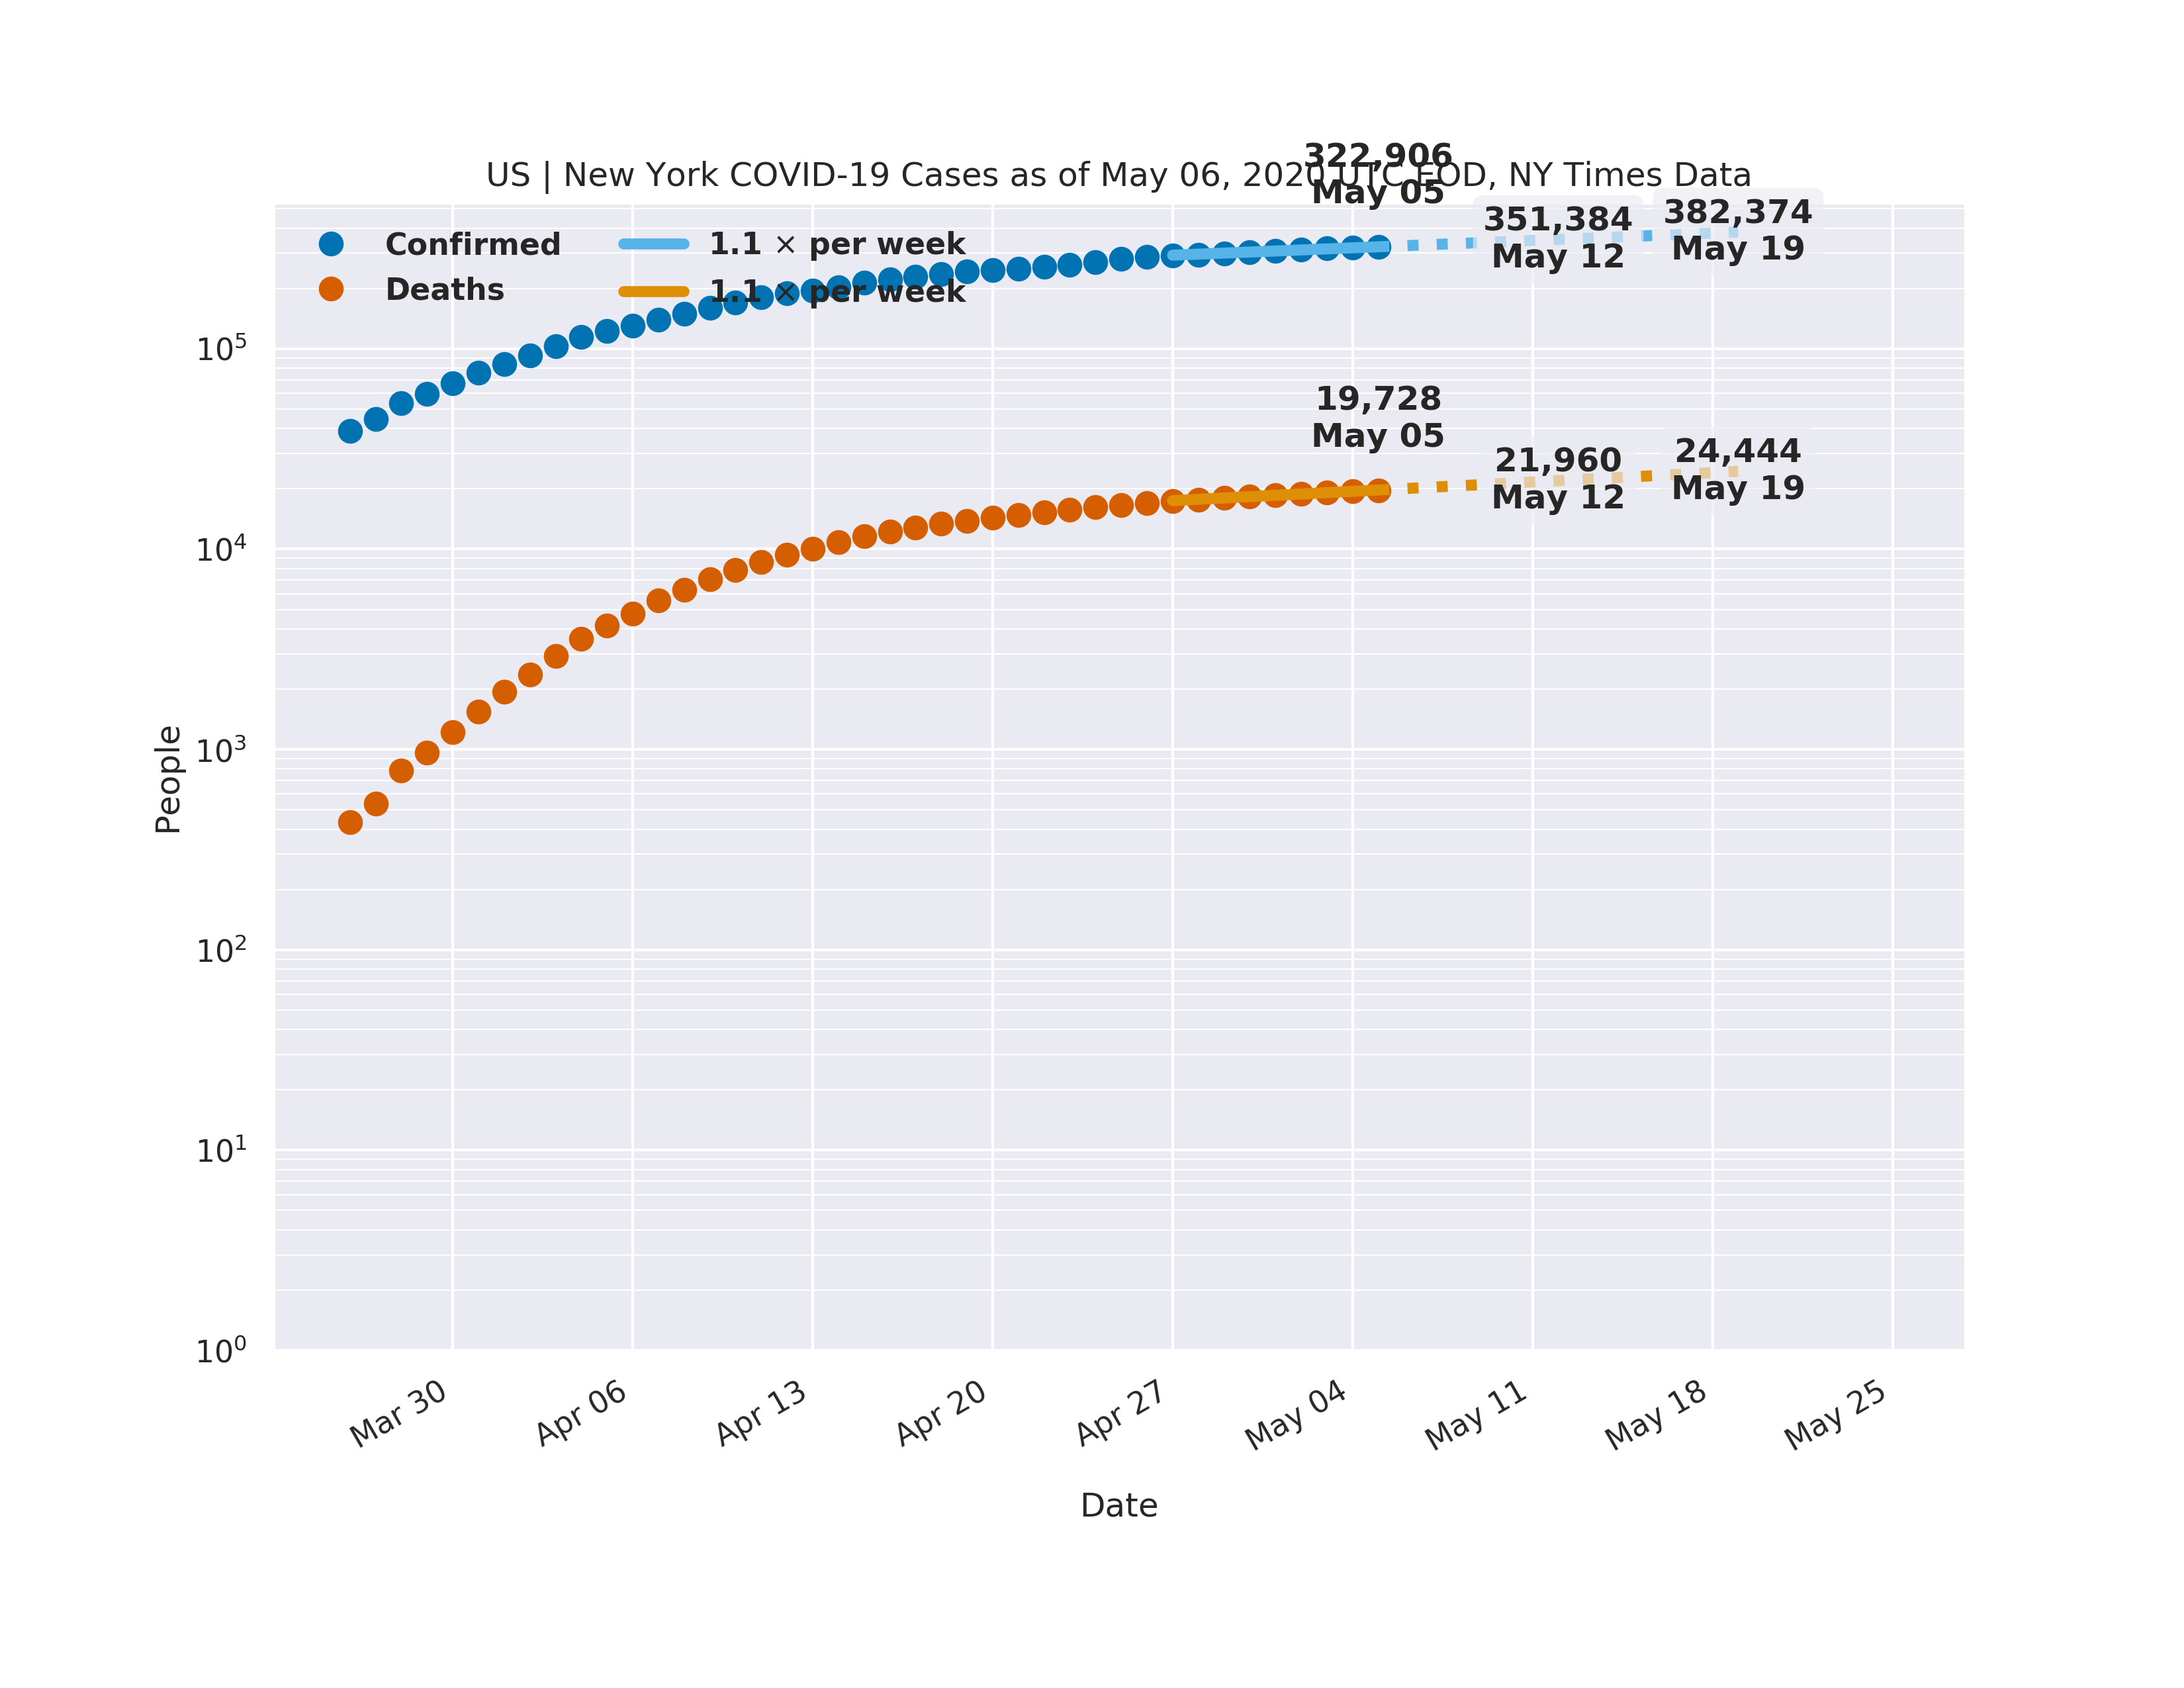 US | New York COVID-19 Cases as of May 06, 2020 UTC EOD, NY Times Data
322,906
May 05
351,384
May 12
382,374
May 19
Confirmed
Deaths
1.1 × per week
1.1 × per week
19,728
May 05
21,960
May 12
24,444
May 19
People
10⁵
10⁴
10³
10²
10¹
10⁰
Mar 30
Apr 06
Apr 13
Apr 20
Apr 27
May 04
May 11
May 18
May 25
Date